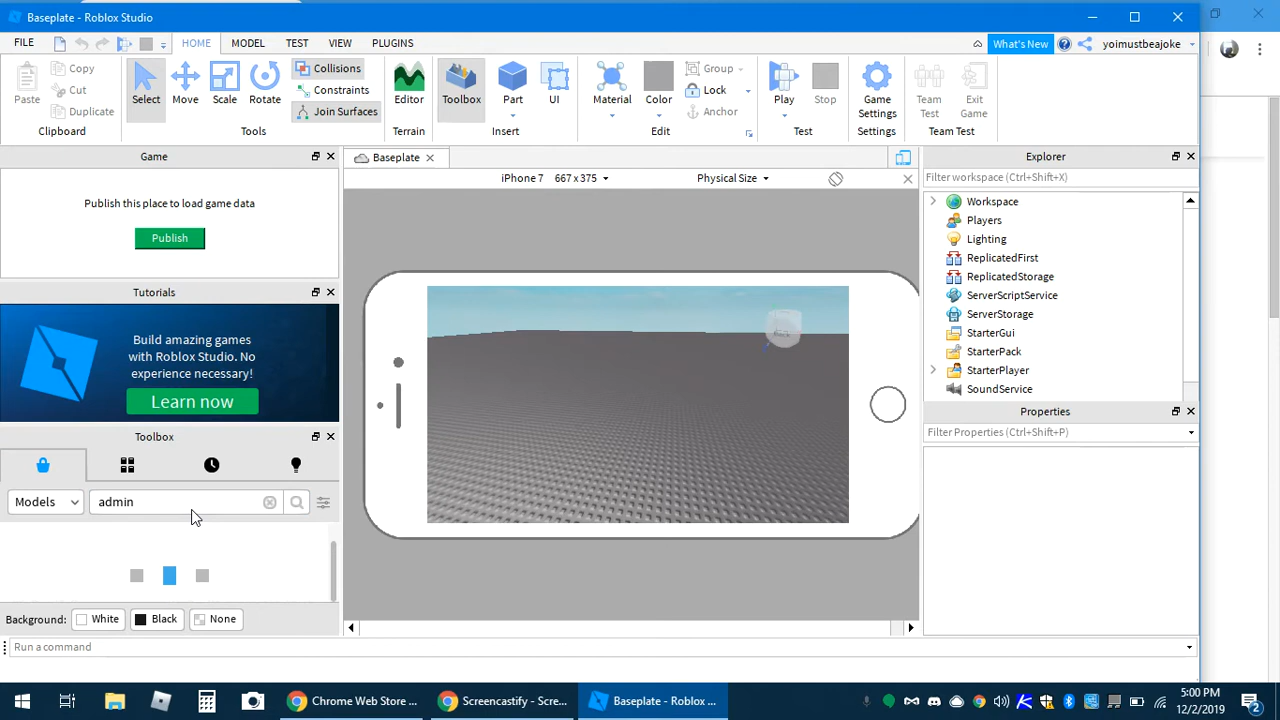 Baseplate - Roblox Studio
FILE HOME MODEL TEST VIEW PLUGINS What's New yoimustbeajoke
Paste Copy Cut Duplicate Clipboard
Select Move Scale Rotate Collisions Constraints Join Surfaces Tools
Editor Terrain
Toolbox Part UI Insert
Material Color Group Lock Anchor Edit
Play Stop Test
Game Settings Settings
Team Test Exit Game Team Test
Game
Publish this place to load game data
Publish
Tutorials
Build amazing games
with Roblox Studio. No
experience necessary!
Learn now
Toolbox
Models admin
Background: White Black None
Run a command
Baseplate
iPhone 7 667 x 375 Physical Size
Explorer
Filter workspace (Ctrl+Shift+X)
Workspace
Players
Lighting
ReplicatedFirst
ReplicatedStorage
ServerScriptService
ServerStorage
StarterGui
StarterPack
StarterPlayer
SoundService
Properties
Filter Properties (Ctrl+Shift+P)
Chrome Web Store ... Screencastify - Scre... Baseplate - Roblox ...
5:00 PM
12/2/2019
2